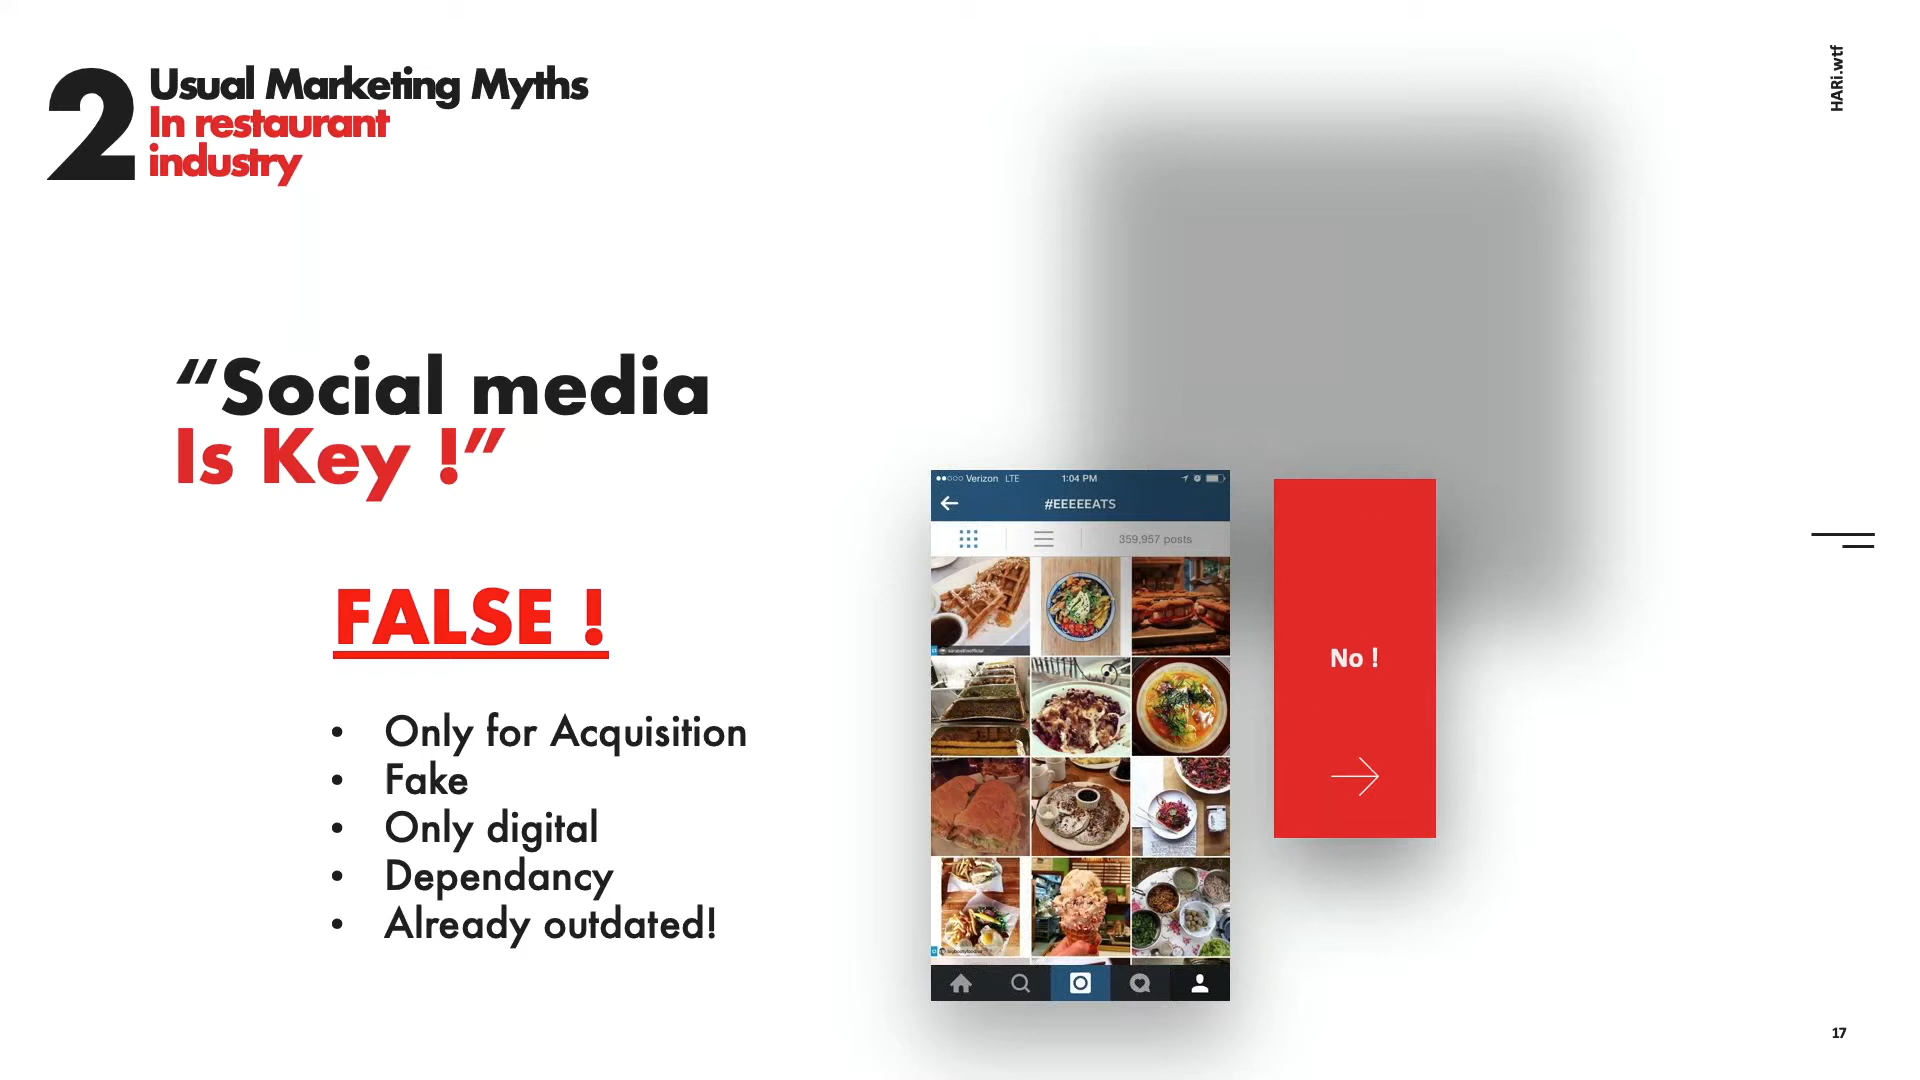 2
Usual Marketing Myths
In restaurant
industry
HARi.wtf
“Social media
Is Key !”
FALSE !
• Only for Acquisition
• Fake
• Only digital
• Dependancy
• Already outdated!
Verizon LTE 1:04 PM
#EEEEEATS
359,957 posts
No !
17